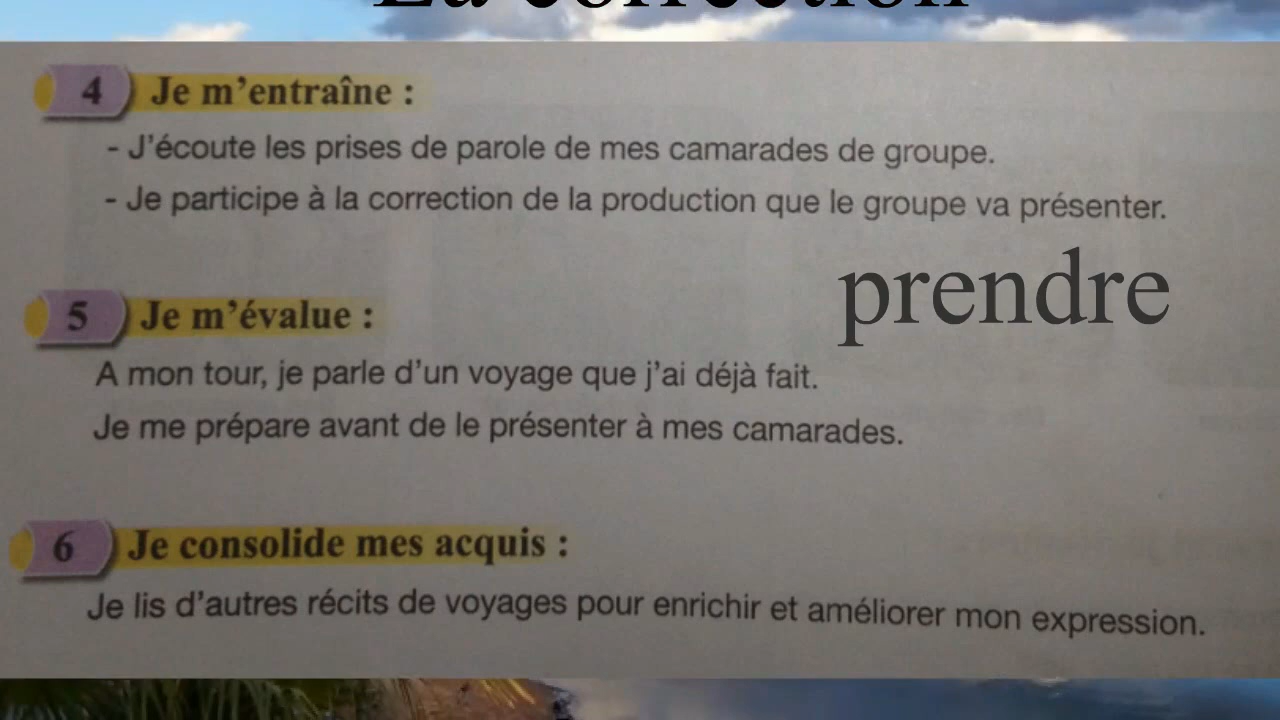 La correction
4 Je m'entraîne :
- J'écoute les prises de parole de mes camarades de groupe.
- Je participe à la correction de la production que le groupe va présenter.
prendre
5 Je m'évalue :
A mon tour, je parle d'un voyage que j'ai déjà fait.
Je me prépare avant de le présenter à mes camarades.
6 Je consolide mes acquis :
Je lis d'autres récits de voyages pour enrichir et améliorer mon expression.